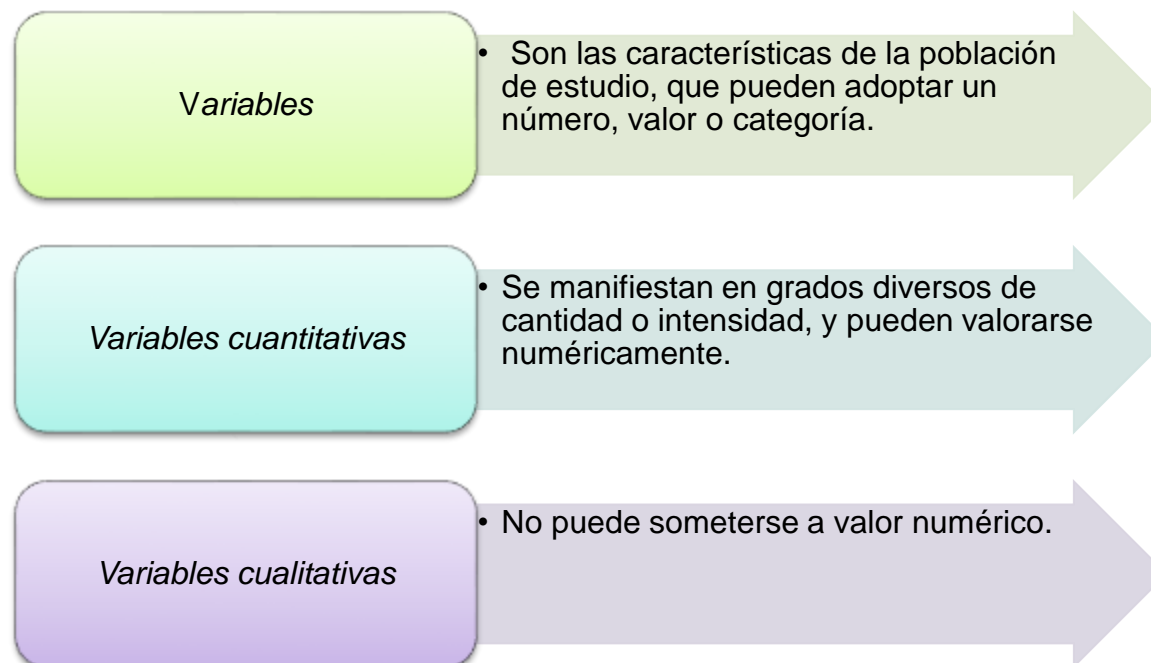 Variables
• Son las características de la población
de estudio, que pueden adoptar un
número, valor o categoría.
Variables cuantitativas
• Se manifiestan en grados diversos de
cantidad o intensidad, y pueden valorarse
numéricamente.
Variables cualitativas
• No puede someterse a valor numérico.